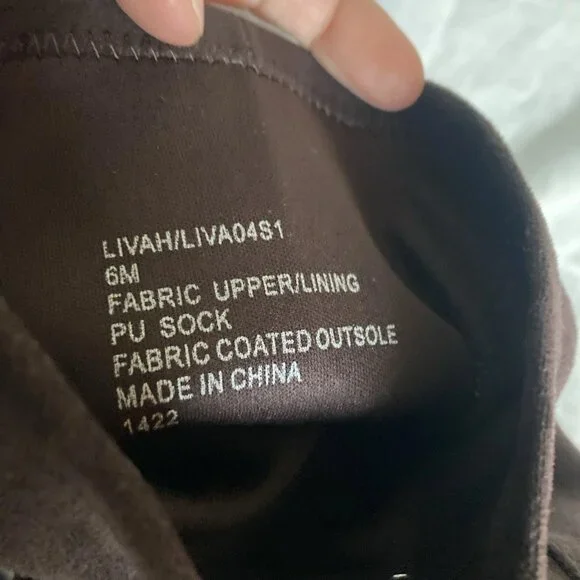 LIVAH/LIVA04S1
6M
FABRIC UPPER/LINING
PU SOCK
FABRIC COATED OUTSOLE
MADE IN CHINA
1422